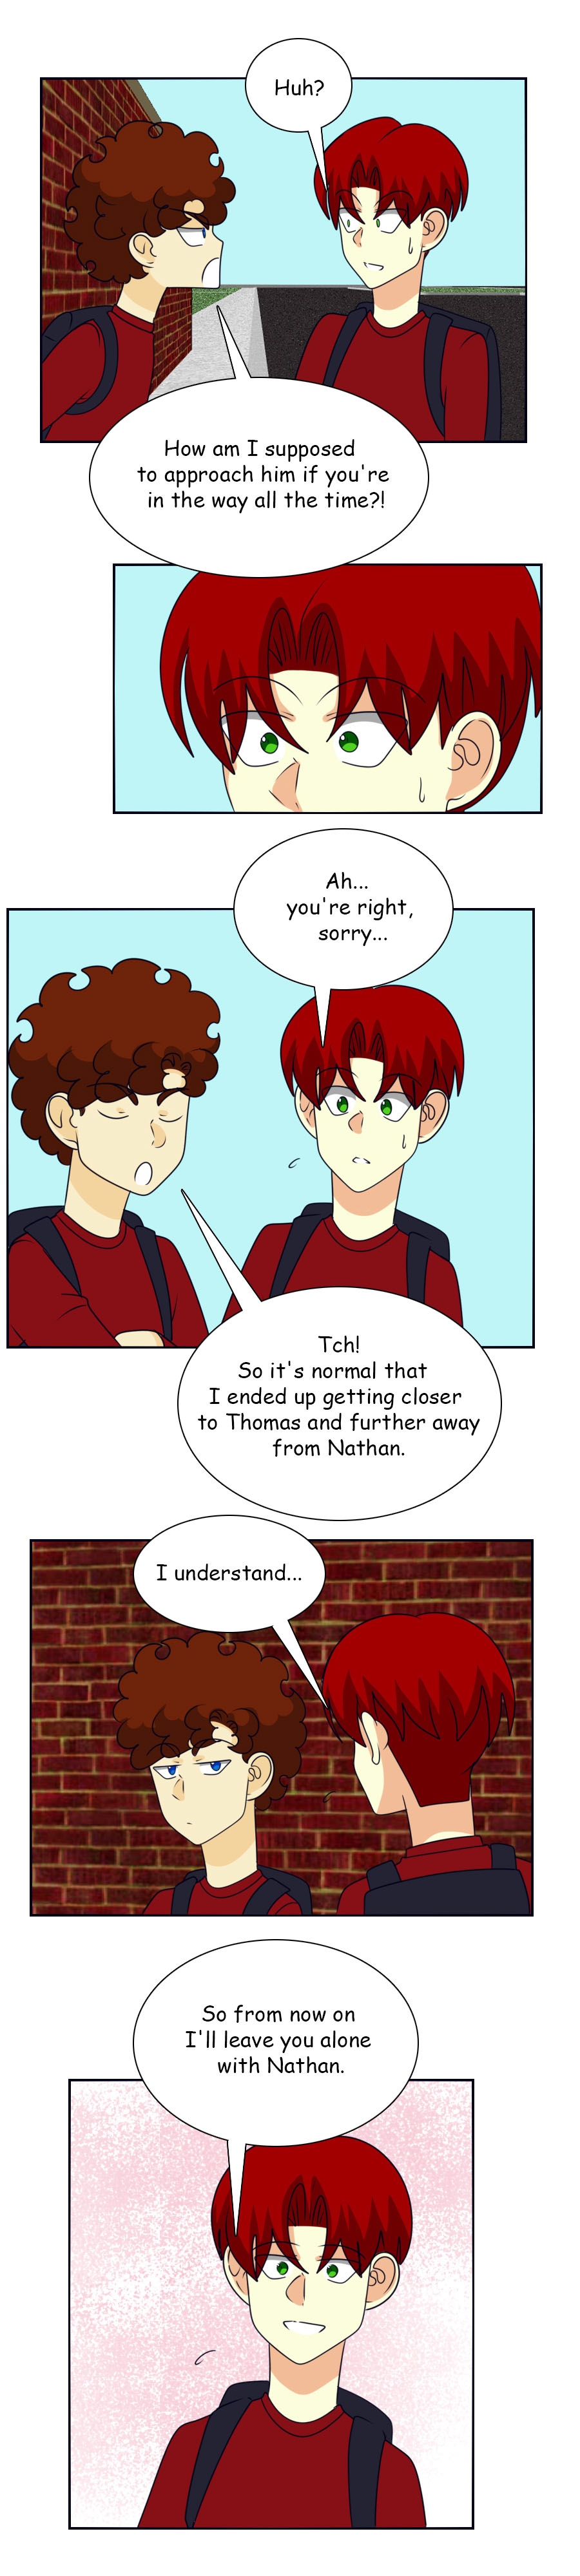 Huh?
How am I supposed
to approach him if you're
in the way all the time?!
Ah...
you're right,
sorry...
Tch!
So it's normal that
I ended up getting closer
to Thomas and further away
from Nathan.
I understand...
So from now on
I'll leave you alone
with Nathan.